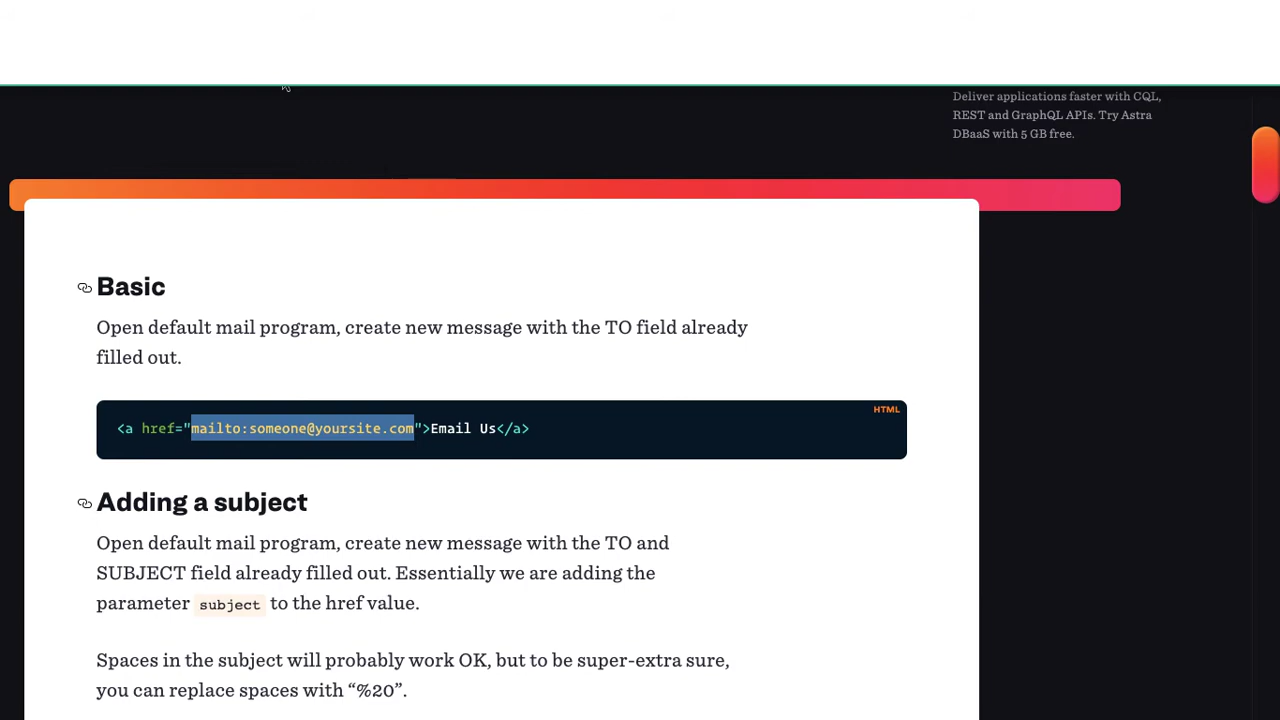 Deliver applications faster with CQL,
REST and GraphQL APIs. Try Astra
DBaaS with 5 GB free.
Basic
Open default mail program, create new message with the TO field already
filled out.
HTML
<a href="mailto:someone@yoursite.com">Email Us</a>
Adding a subject
Open default mail program, create new message with the TO and
SUBJECT field already filled out. Essentially we are adding the
parameter subject to the href value.
Spaces in the subject will probably work OK, but to be super-extra sure,
you can replace spaces with “%20”.